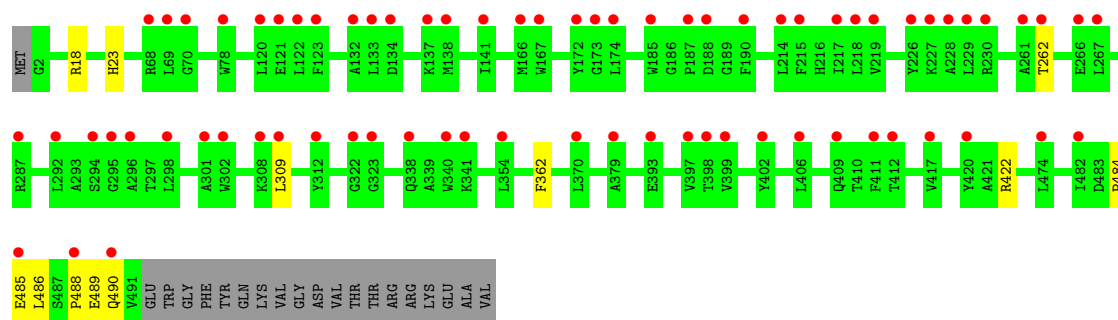 MET G2 R18 H23 R68 L69 G70 W78 L120 E121 L122 F123 A132 L133 D134 K137 M138 I141 M166 W167 Y172 G173 L174 W185 G186 P187 D188 G189 F190 L214 F215 H216 I217 L218 V219 Y226 K227 A228 L229 R230 A261 T262 E266 L267
R287 L292 A293 S294 G295 A296 T297 L298 A301 W302 K308 L309 Y312 G322 G323 Q338 A339 W340 K341 L354 F362 L370 A379 E393 V397 T398 V399 Y402 L406 Q409 T410 F411 T412 V417 Y420 A421 R422 L474 I482 D483 P484
E485 L486 S487 P488 E489 Q490 V491 GLU TRP GLY PHE TYR GLN LYS VAL GLY ASP VAL THR THR ARG ARG LYS GLU ALA VAL